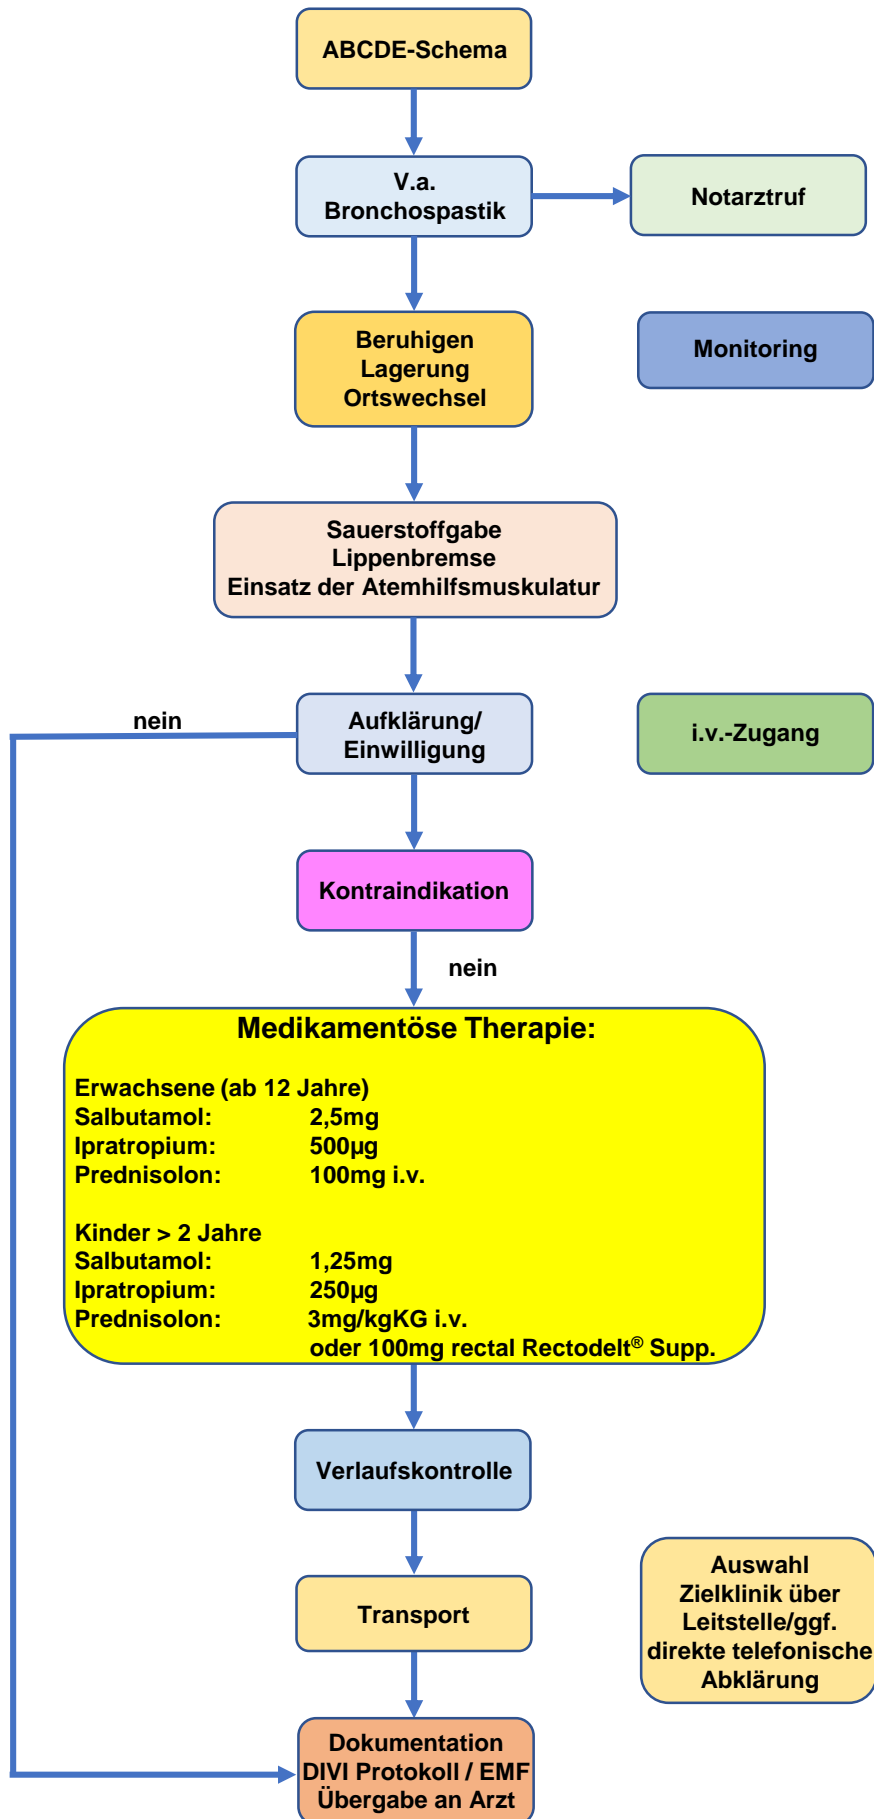 ABCDE-Schema
V.a.
Bronchospastik
Notarztruf
Beruhigen
Lagerung
Ortswechsel
Monitoring
Sauerstoffgabe
Lippenbremse
Einsatz der Atemhilfsmuskulatur
nein
Aufklärung/
Einwilligung
i.v.-Zugang
Kontraindikation
nein
Medikamentöse Therapie:
Erwachsene (ab 12 Jahre)
Salbutamol: 2,5mg
Ipratropium: 500µg
Prednisolon: 100mg i.v.
Kinder > 2 Jahre
Salbutamol: 1,25mg
Ipratropium: 250µg
Prednisolon: 3mg/kgKG i.v.
oder 100mg rectal Rectodelt® Supp.
Verlaufskontrolle
Transport
Auswahl
Zielklinik über
Leitstelle/ggf.
direkte telefonische
Abklärung
Dokumentation
DIVI Protokoll / EMF
Übergabe an Arzt